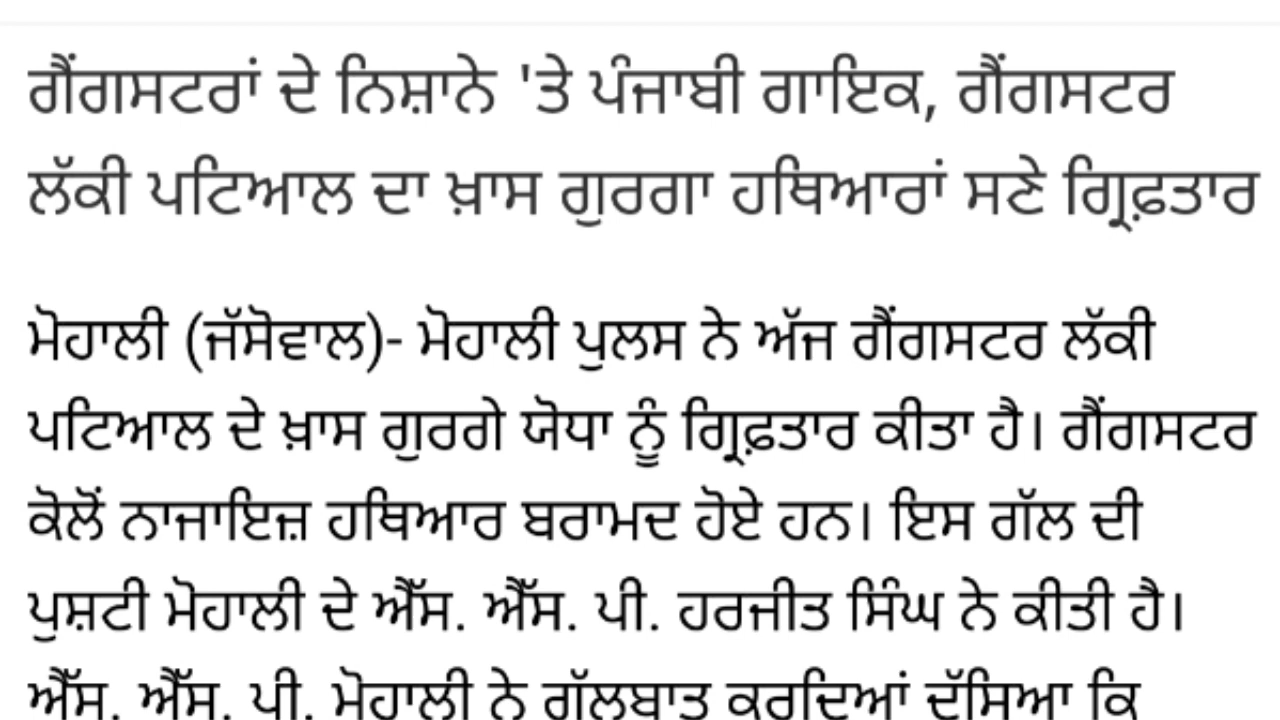 ਗੈਂਗਸਟਰਾਂ ਦੇ ਨਿਸ਼ਾਨੇ 'ਤੇ ਪੰਜਾਬੀ ਗਾਇਕ, ਗੈਂਗਸਟਰ
ਲੱਕੀ ਪਟਿਆਲ ਦਾ ਖ਼ਾਸ ਗੁਰਗਾ ਹਥਿਆਰਾਂ ਸਣੇ ਗ੍ਰਿਫ਼ਤਾਰ
ਮੋਹਾਲੀ (ਜੱਸੋਵਾਲ)- ਮੋਹਾਲੀ ਪੁਲਸ ਨੇ ਅੱਜ ਗੈਂਗਸਟਰ ਲੱਕੀ
ਪਟਿਆਲ ਦੇ ਖ਼ਾਸ ਗੁਰਗੇ ਯੋਧਾ ਨੂੰ ਗ੍ਰਿਫ਼ਤਾਰ ਕੀਤਾ ਹੈ। ਗੈਂਗਸਟਰ
ਕੋਲੋਂ ਨਾਜਾਇਜ਼ ਹਥਿਆਰ ਬਰਾਮਦ ਹੋਏ ਹਨ। ਇਸ ਗੱਲ ਦੀ
ਪੁਸ਼ਟੀ ਮੋਹਾਲੀ ਦੇ ਐੱਸ. ਐੱਸ. ਪੀ. ਹਰਜੀਤ ਸਿੰਘ ਨੇ ਕੀਤੀ ਹੈ।
ਐੱਸ. ਐੱਸ. ਪੀ. ਮੋਹਾਲੀ ਨੇ ਗੱਲਬਾਤ ਕਰਦਿਆਂ ਦੱਸਿਆ ਕਿ